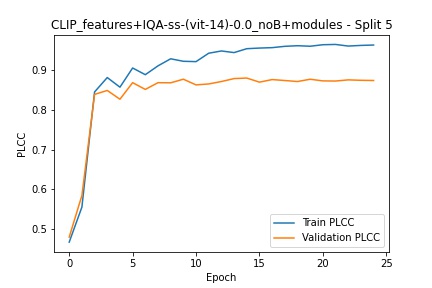 CLIP_features+IQA-ss-(vit-14)-0.0_noB+modules - Split 5
PLCC
0.9
0.8
0.7
0.6
0.5
Train PLCC
Validation PLCC
0 5 10 15 20 25
Epoch